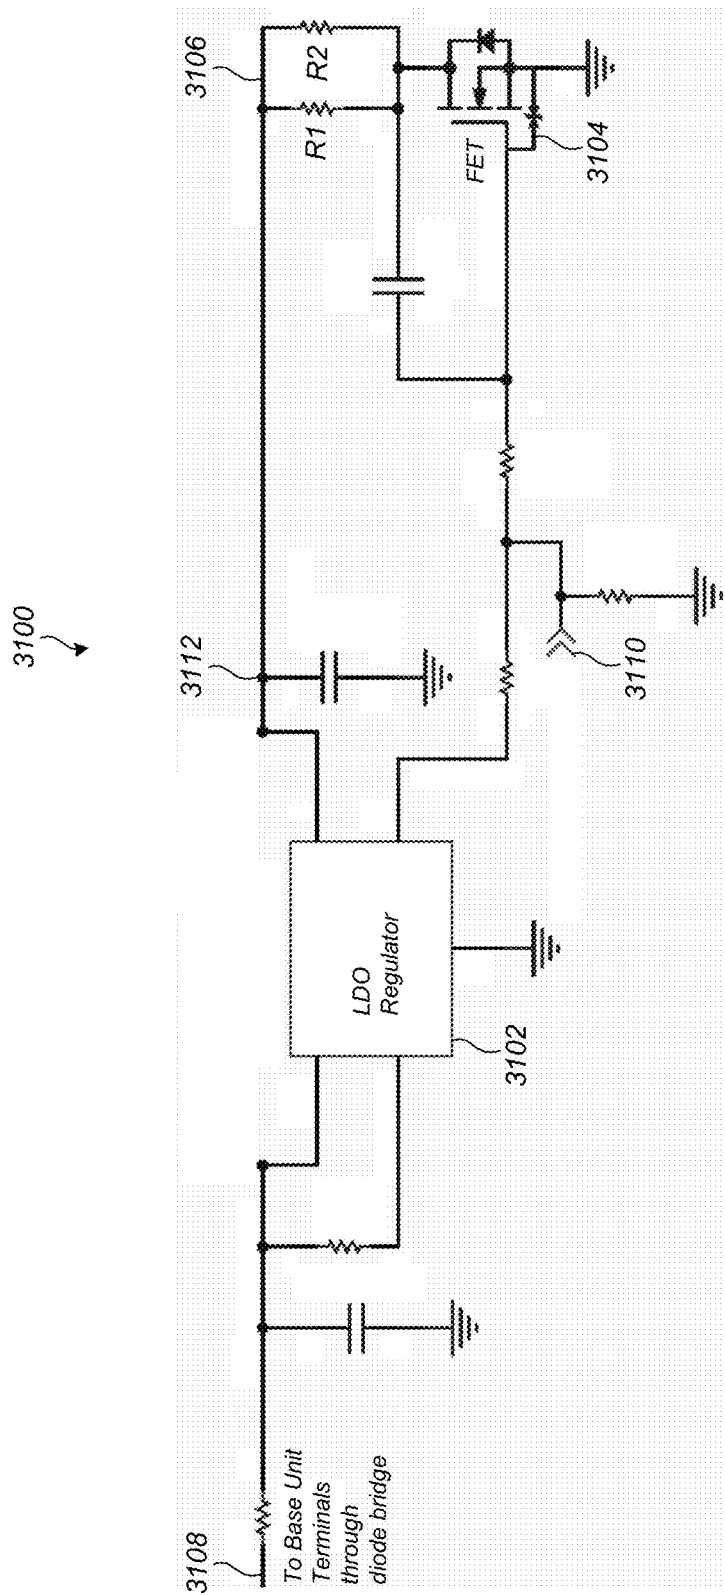 3100
3108
To Base Unit
Terminals
through
diode bridge
LDO
Regulator
3102
3112
3110
3106
R1
R2
FET
3104